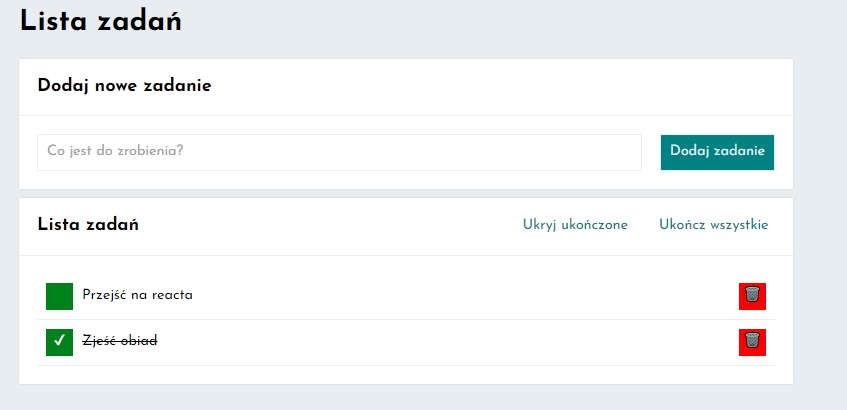 Lista zadań
Dodaj nowe zadanie
Co jest do zrobienia?
Dodaj zadanie
Lista zadań
Ukryj ukończone
Ukończ wszystkie
Przejść na reacta
Zjeść obiad